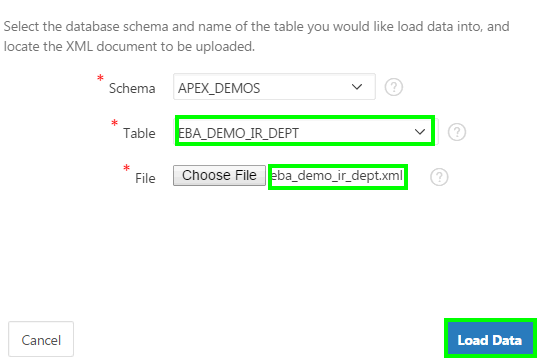 Select the database schema and name of the table you would like load data into, and
locate the XML document to be uploaded.
* Schema APEX_DEMOS ?
* Table EBA_DEMO_IR_DEPT ?
* File Choose File eba_demo_ir_dept.xml ?
Cancel Load Data